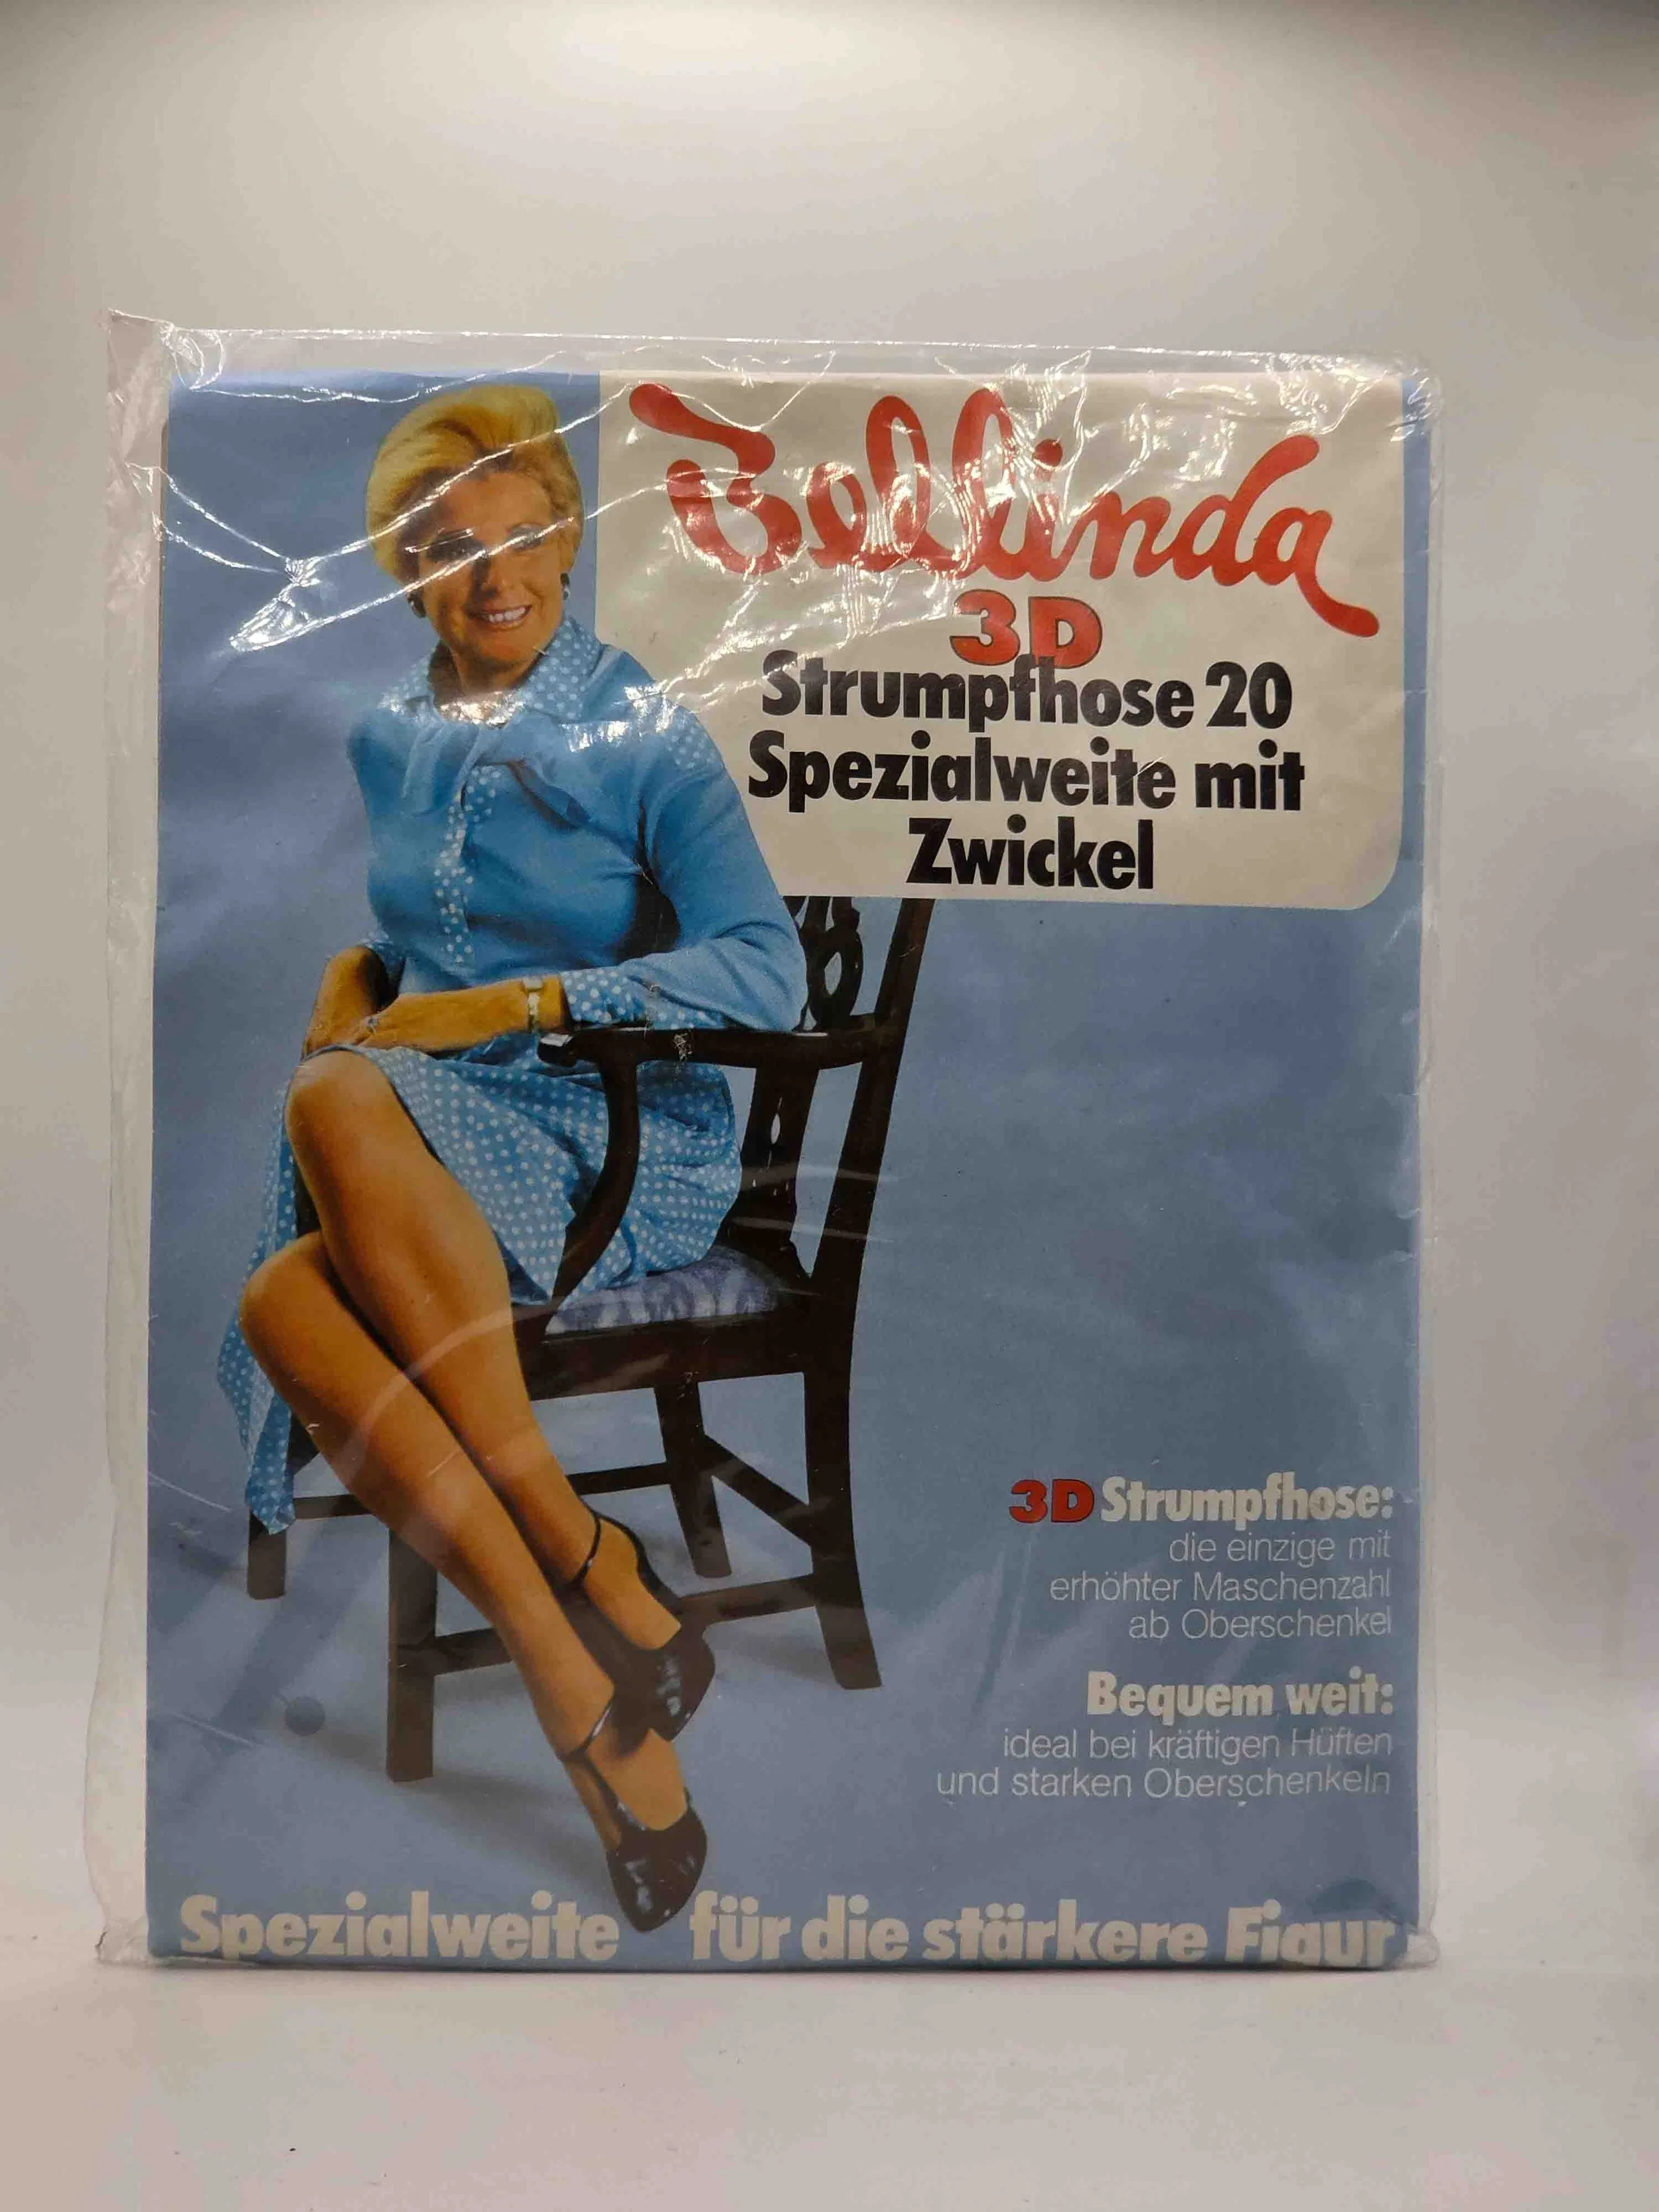 Bellinda
3D
Strumpfhose 20
Spezialweite mit
Zwickel
3D Strumpfhose:
die einzige mit
erhöhter Maschenzahl
ab Oberschenkel
Bequem weit:
ideal bei kräftigen Hüften
und starken Oberschenkeln
Spezialweite für die stärkere Figur